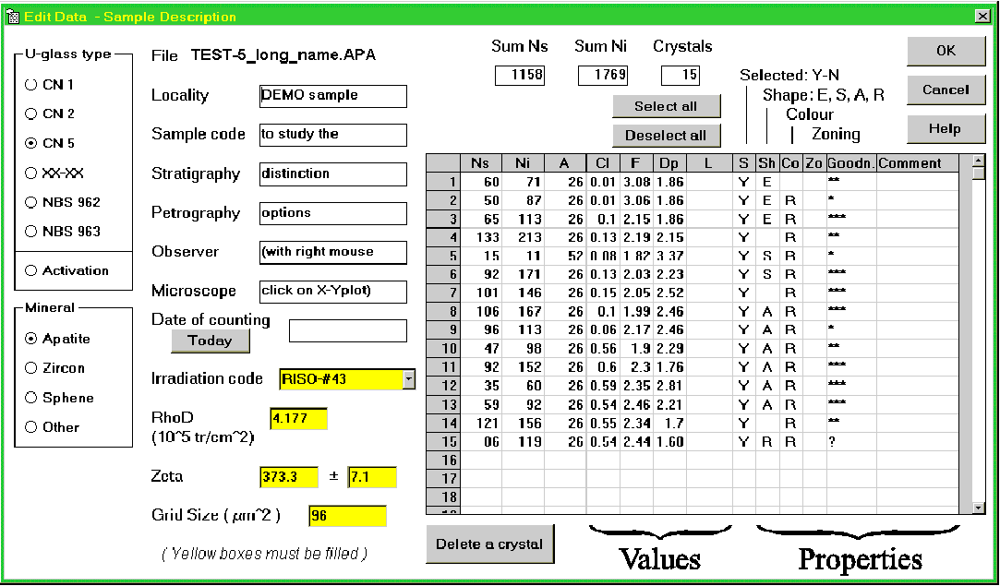 Edit Data - Sample Description
U-glass type
CN 1
CN 2
CN 5
XX-XX
NBS 962
NBS 963
Activation
Mineral
Apatite
Zircon
Sphene
Other
File TEST-5_long_name.APA
Locality DEMO sample
Sample code to study the
Stratigraphy distinction
Petrography options
Observer (with right mouse
Microscope click on X-Yplot)
Date of counting
Today
Irradiation code RISO-#43
RhoD 4.177
(10^5 tr/cm^2)
Zeta 373.3 ± 7.1
Grid Size ( µm^2 ) 96
( Yellow boxes must be filled )
Sum Ns Sum Ni Crystals
1158 1769 15
Select all
Deselect all
Selected: Y-N
Shape: E, S, A, R
Colour
Zoning
OK
Cancel
Help
Ns Ni A Cl F Dp L S Sh Co Zo Goodn. Comment
1 60 71 26 0.01 3.08 1.86 Y E **
2 50 87 26 0.01 3.06 1.86 Y E R *
3 65 113 26 0.1 2.15 1.86 Y E R ***
4 133 213 26 0.13 2.19 2.15 Y R **
5 15 11 52 0.08 1.82 3.37 Y S R *
6 92 171 26 0.13 2.03 2.23 Y S R ***
7 101 146 26 0.15 2.05 2.52 Y R ***
8 106 167 26 0.1 1.99 2.46 Y A R ***
9 96 113 26 0.06 2.17 2.46 Y A R *
10 47 98 26 0.56 1.9 2.29 Y A R **
11 92 152 26 0.6 2.3 1.76 Y A R ***
12 35 60 26 0.59 2.35 2.81 Y A R ***
13 59 92 26 0.54 2.46 2.21 Y A R ***
14 121 156 26 0.55 2.34 1.7 Y R **
15 06 119 26 0.54 2.44 1.60 Y R R ?
16
17
18
Delete a crystal
Values
Properties